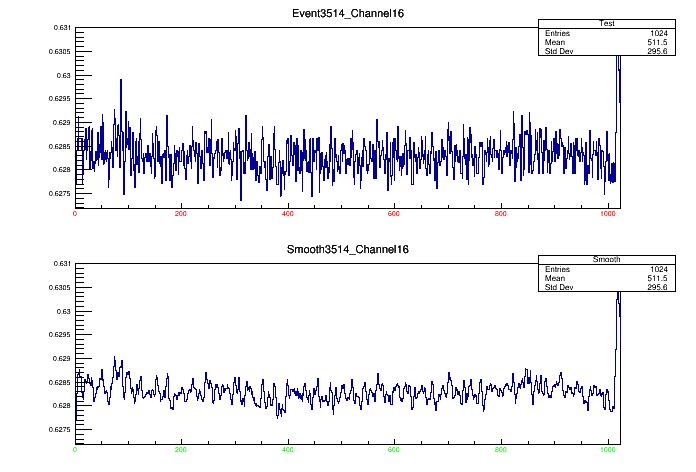 Event3514_Channel16
Test
Entries 1024
Mean 511.5
Std Dev 295.6
0.631
0.6305
0.63
0.6295
0.629
0.6285
0.628
0.6275
0 200 400 600 800 1000
Smooth3514_Channel16
Smooth
Entries 1024
Mean 511.5
Std Dev 295.6
0.631
0.6305
0.63
0.6295
0.629
0.6285
0.628
0.6275
0 200 400 600 800 1000